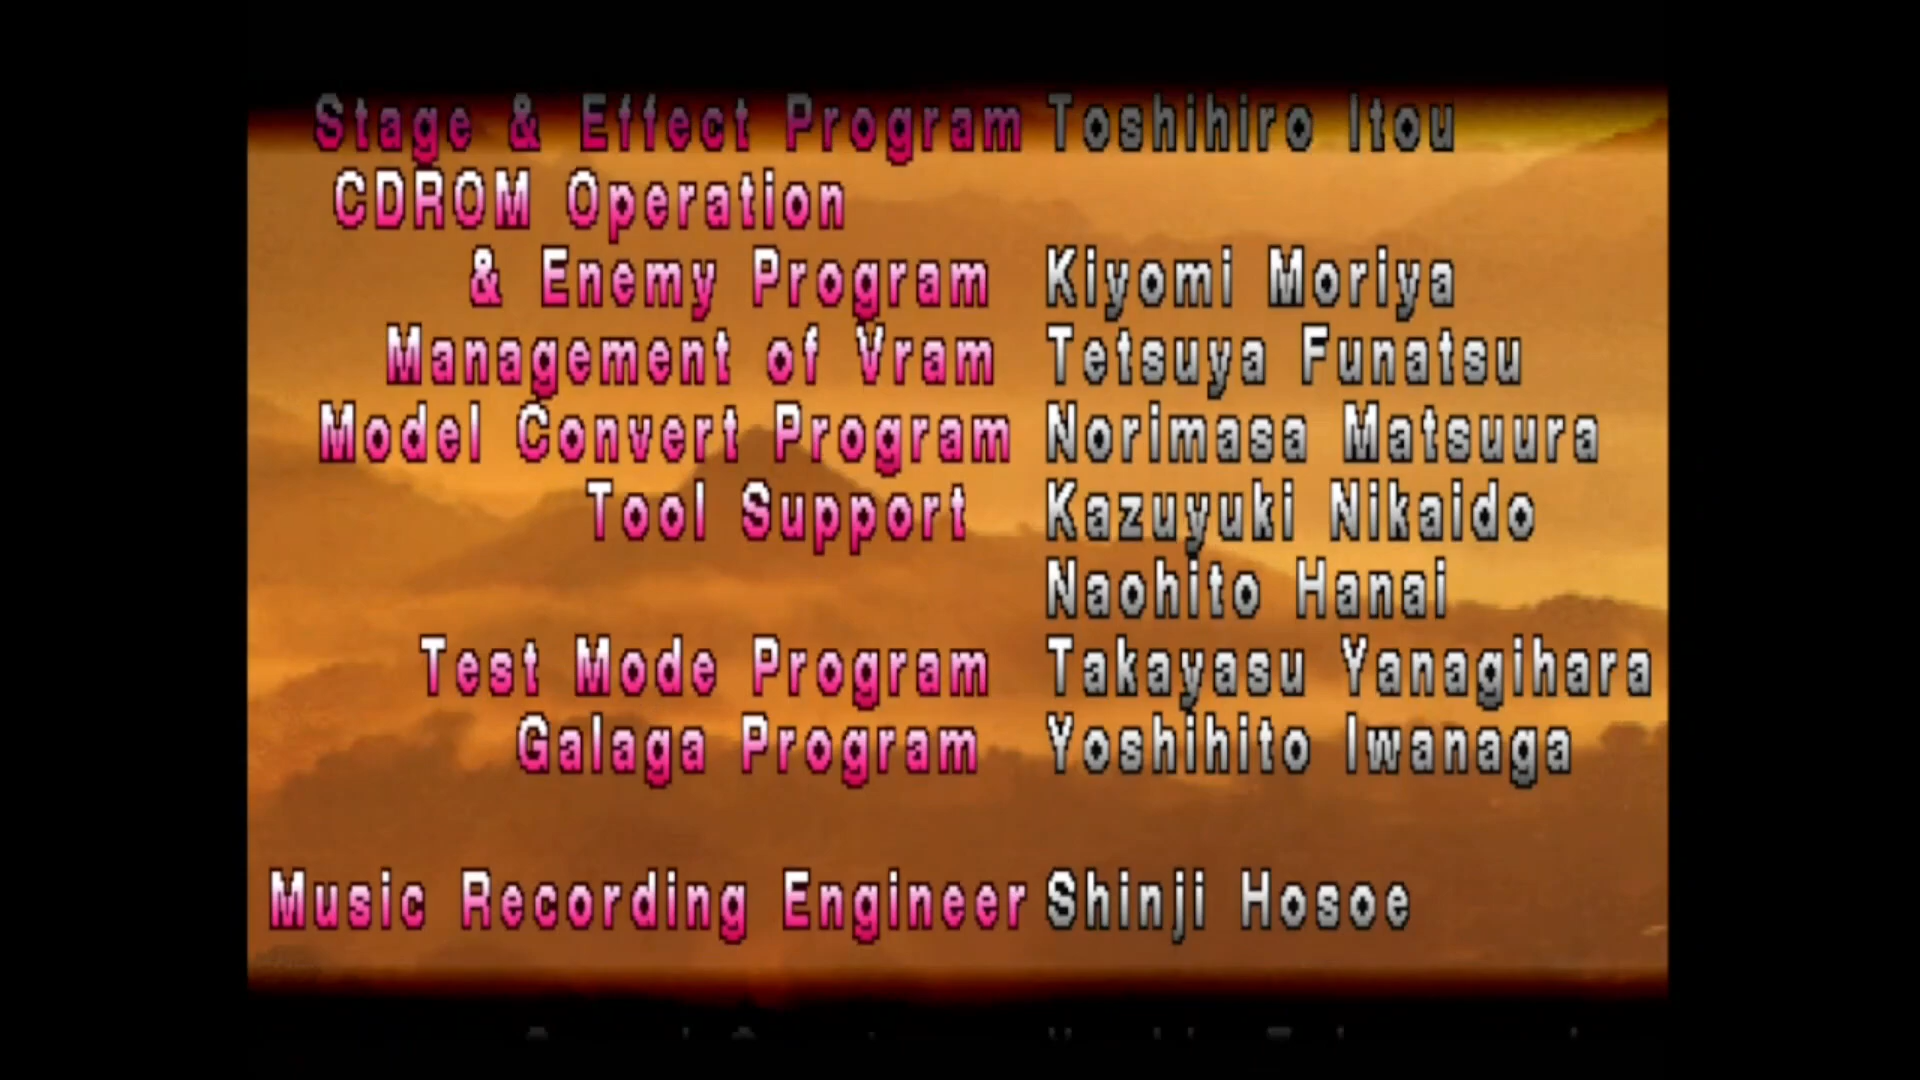 Stage & Effect Program Toshihiro Itou
CDROM Operation
& Enemy Program Kiyomi Moriya
Management of Vram Tetsuya Funatsu
Model Convert Program Norimasa Matsuura
Tool Support Kazuyuki Nikaido
Naohito Hanai
Test Mode Program Takayasu Yanagihara
Galaga Program Yoshihito Iwanaga
Music Recording Engineer Shinji Hosoe